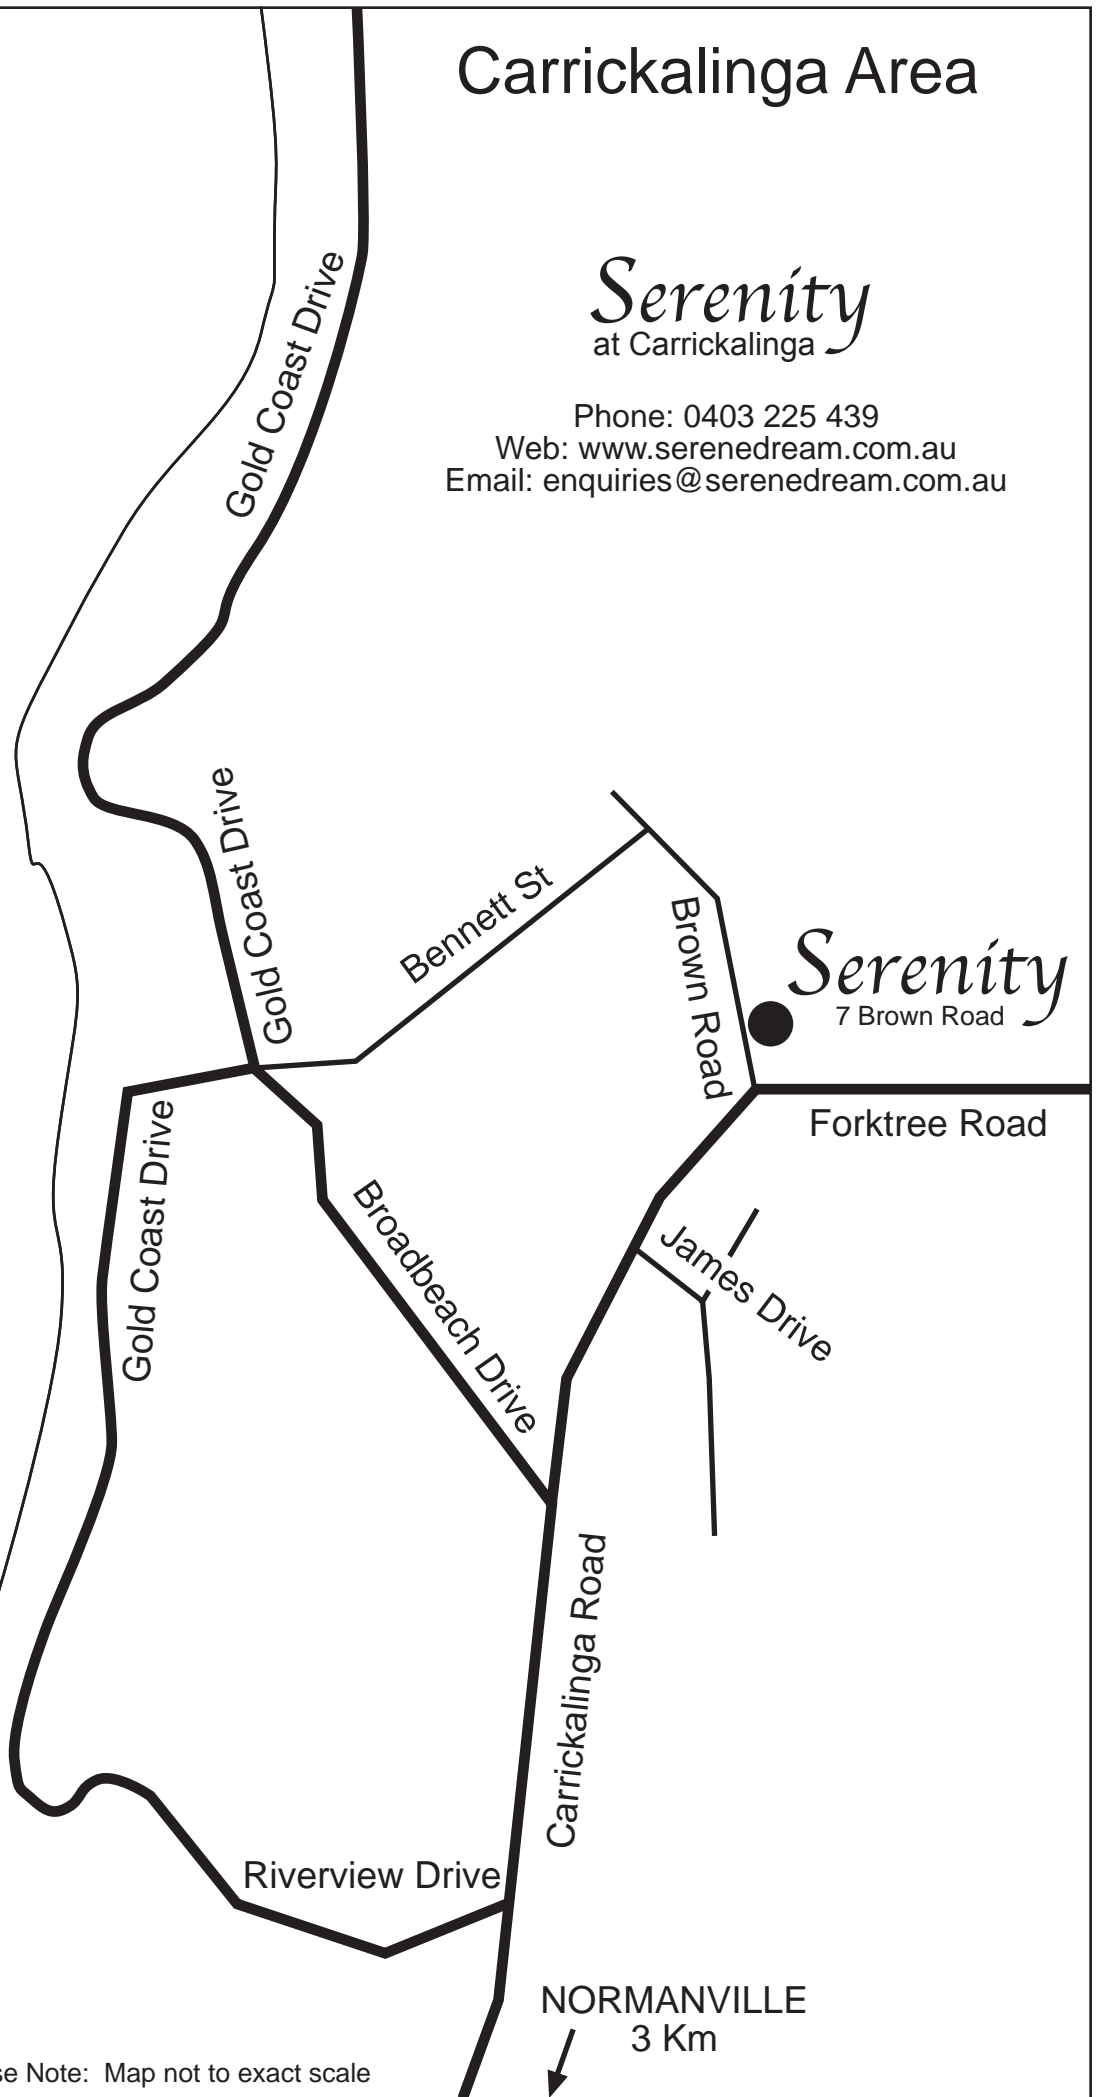 Carrickalinga Area
Serenity
at Carrickalinga
Phone: 0403 225 439
Web: www.serenedream.com.au
Email: enquiries@serenedream.com.au
Gold Coast Drive
Gold Coast Drive
Bennett St
Brown Road
Serenity
7 Brown Road
Forktree Road
Gold Coast Drive
Broadbeach Drive
James Drive
Carrickalinga Road
Riverview Drive
NORMANVILLE
3 Km
se Note: Map not to exact scale